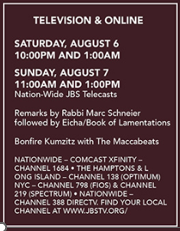 TELEVISION & ONLINE
SATURDAY, AUGUST 6
10:00PM AND 1:00AM
SUNDAY, AUGUST 7
11:00AM AND 1:00PM
Nation-Wide JBS Telecasts
Remarks by Rabbi Marc Schneier
followed by Eicha/Book of Lamentations
Bonfire Kumzitz with The Maccabeats
NATIONWIDE – COMCAST XFINITY –
CHANNEL 1684 • THE HAMPTONS & L
ONG ISLAND – CHANNEL 138 (OPTIMUM)
NYC – CHANNEL 798 (FIOS) & CHANNEL
219 (SPECTRUM) • NATIONWIDE –
CHANNEL 388 DIRECTV. FIND YOUR LOCAL
CHANNEL AT WWW.JBSTV.ORG/